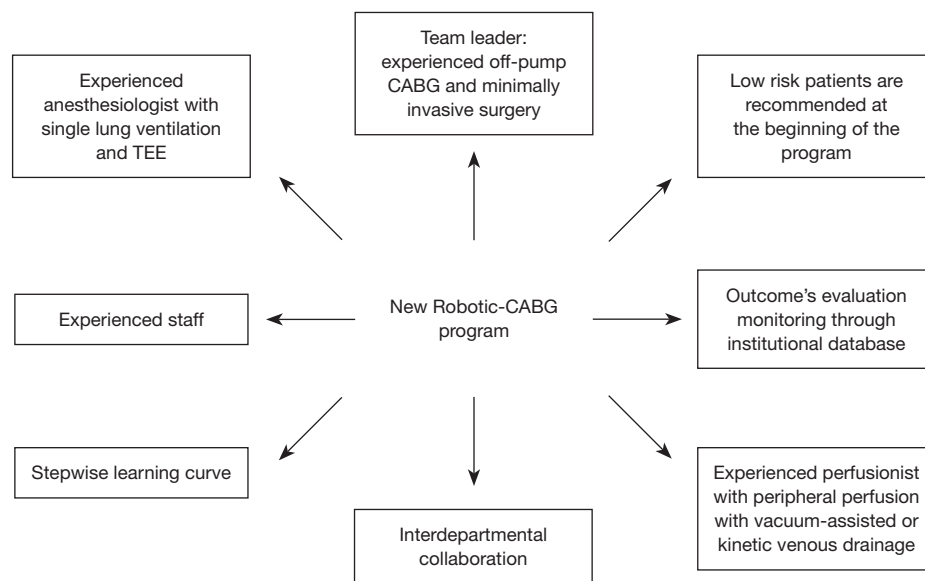 Team leader:
experienced off-pump
CABG and minimally
invasive surgery
Experienced
anesthesiologist with
single lung ventilation
and TEE
Low risk patients are
recommended at
the beginning of the
program
Experienced staff
New Robotic-CABG
program
Outcome's evaluation
monitoring through
institutional database
Stepwise learning curve
Interdepartmental
collaboration
Experienced perfusionist
with peripheral perfusion
with vacuum-assisted or
kinetic venous drainage